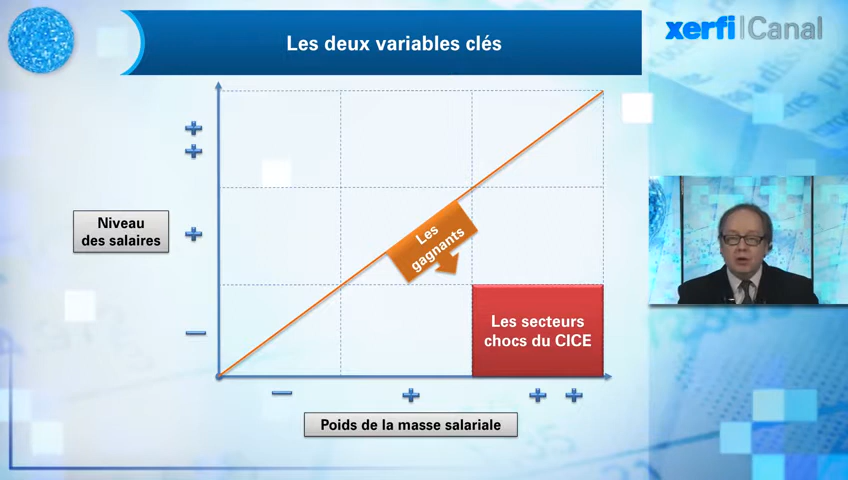 Les deux variables clés
xerfi|Canal
Niveau
des salaires
Les
gagnants
Les secteurs
chocs du CICE
Poids de la masse salariale